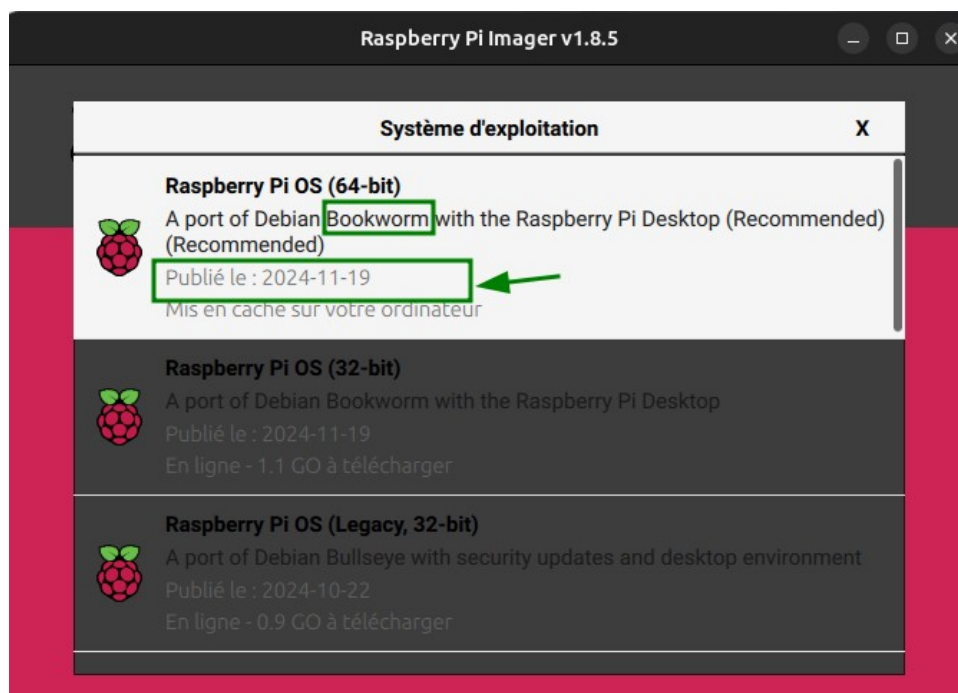 Raspberry Pi Imager v1.8.5
Système d'exploitation
X
Raspberry Pi OS (64-bit)
A port of Debian Bookworm with the Raspberry Pi Desktop (Recommended)
(Recommended)
Publié le : 2024-11-19
Mis en cache sur votre ordinateur
Raspberry Pi OS (32-bit)
A port of Debian Bookworm with the Raspberry Pi Desktop
Publié le : 2024-11-19
En ligne - 1.1 GO à télécharger
Raspberry Pi OS (Legacy, 32-bit)
A port of Debian Bullseye with security updates and desktop environment
Publié le : 2024-10-22
En ligne - 0.9 GO à télécharger